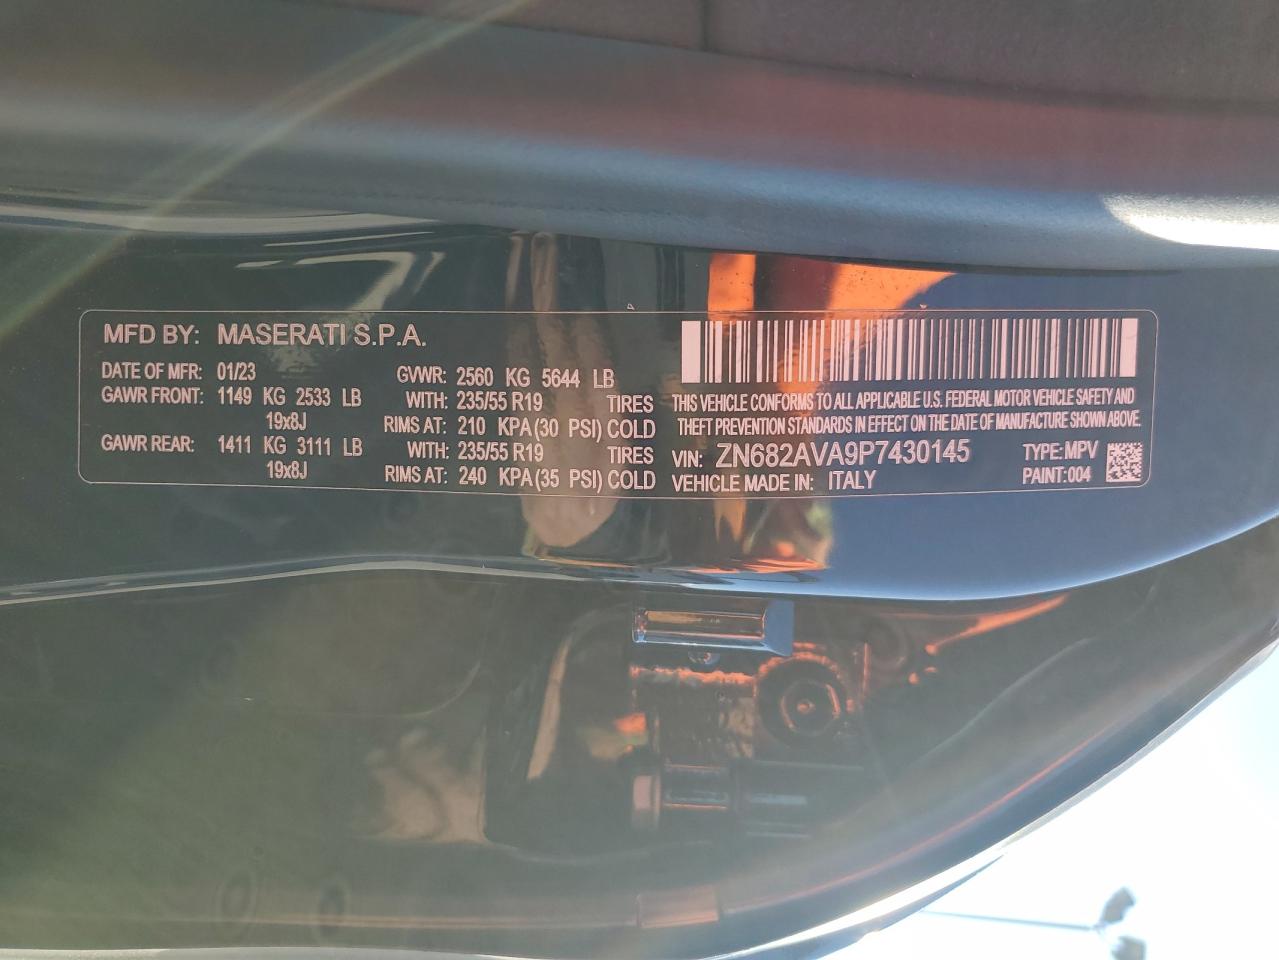 MFD BY: MASERATI S.P.A.
DATE OF MFR: 01/23 GVWR: 2560 KG 5644 LB
GAWR FRONT: 1149 KG 2533 LB WITH: 235/55 R19 TIRES
19x8J RIMS AT: 210 KPA(30 PSI) COLD
GAWR REAR: 1411 KG 3111 LB WITH: 235/55 R19 TIRES
19x8J RIMS AT: 240 KPA(35 PSI) COLD
THIS VEHICLE CONFORMS TO ALL APPLICABLE U.S. FEDERAL MOTOR VEHICLE SAFETY AND
THEFT PREVENTION STANDARDS IN EFFECT ON THE DATE OF MANUFACTURE SHOWN ABOVE.
VIN: ZN682AVA9P7430145 TYPE: MPV
VEHICLE MADE IN: ITALY PAINT: 004